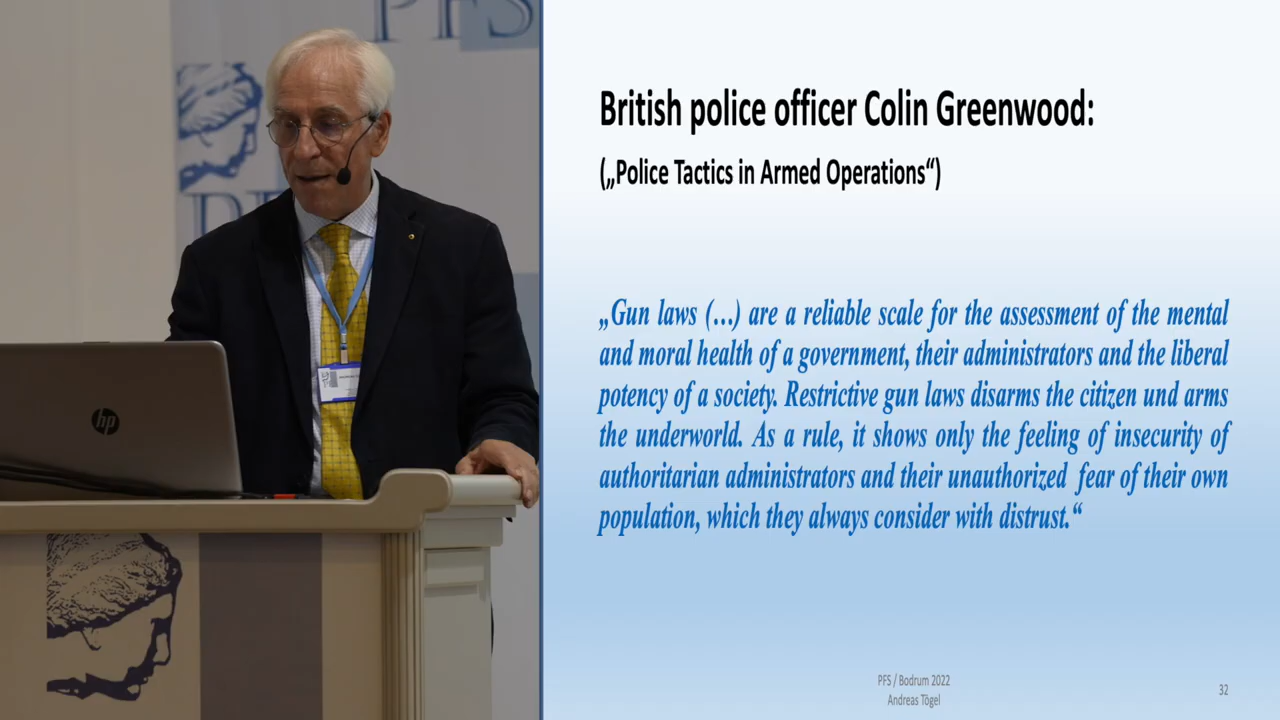 PFS
British police officer Colin Greenwood:
(„Police Tactics in Armed Operations“)
„Gun laws (…) are a reliable scale for the assessment of the mental
and moral health of a government, their administrators and the liberal
potency of a society. Restrictive gun laws disarms the citizen und arms
the underworld. As a rule, it shows only the feeling of insecurity of
authoritarian administrators and their unauthorized fear of their own
population, which they always consider with distrust.“
hp
PFS / Bodrum 2022
Andreas Tögel
32